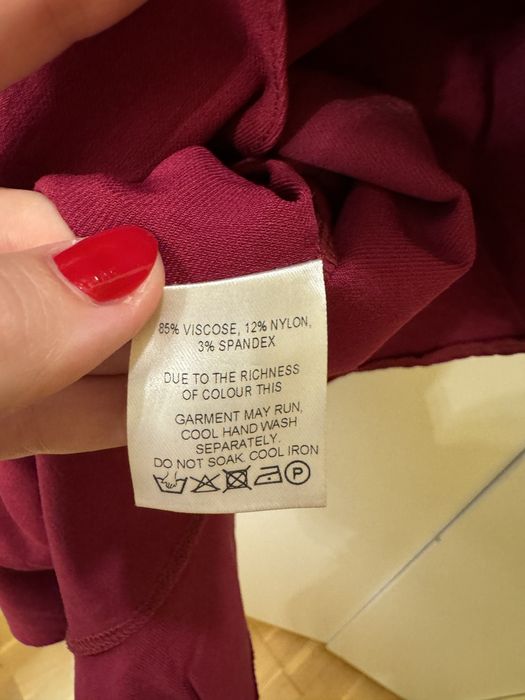 85% VISCOSE, 12% NYLON,
3% SPANDEX
DUE TO THE RICHNESS
OF COLOUR THIS
GARMENT MAY RUN,
COOL HAND WASH
SEPARATELY.
DO NOT SOAK. COOL IRON
P